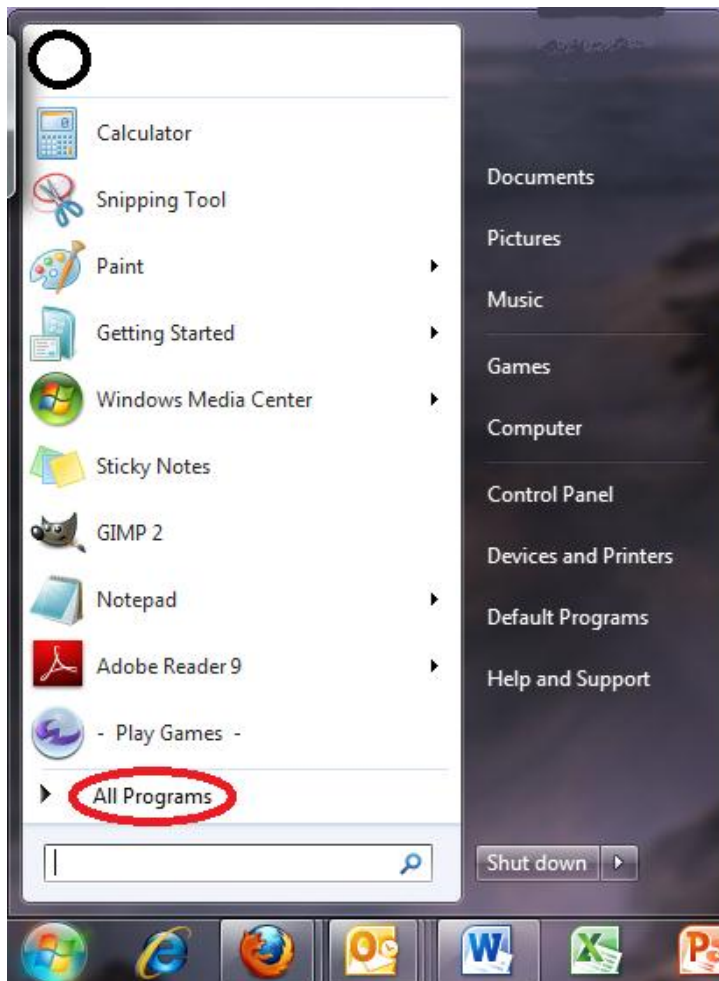 Calculator
Snipping Tool
Paint
Getting Started
Windows Media Center
Sticky Notes
GIMP 2
Notepad
Adobe Reader 9
- Play Games -
All Programs
Documents
Pictures
Music
Games
Computer
Control Panel
Devices and Printers
Default Programs
Help and Support
Shut down